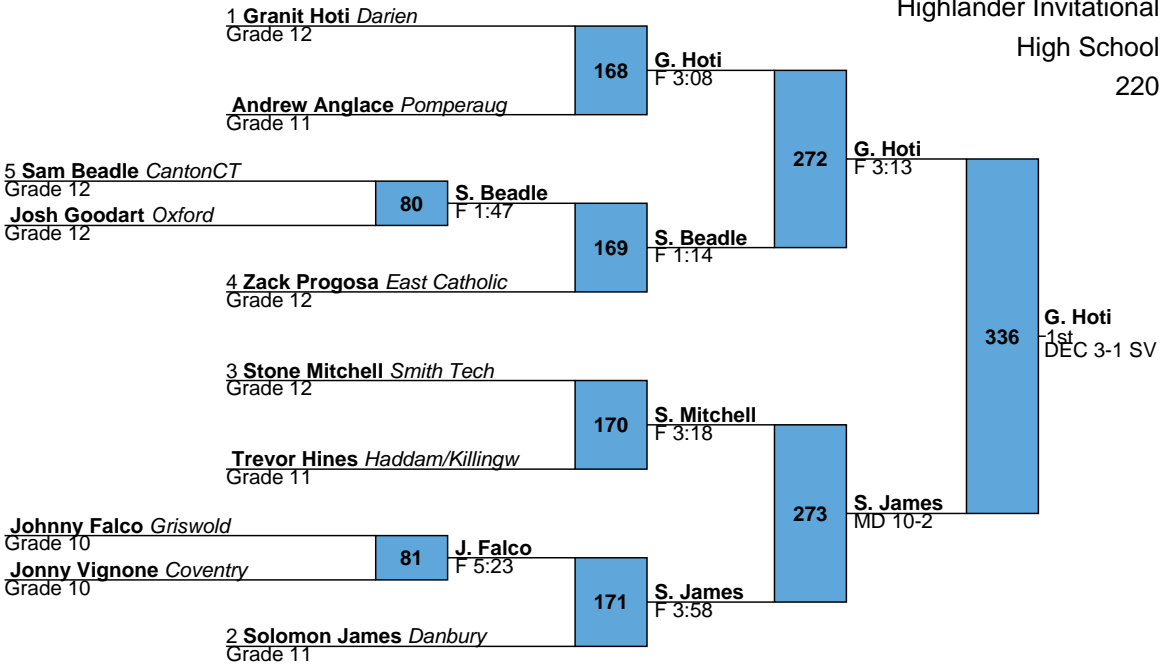 Highlander Invitational
High School
220
1 Granit Hoti Darien
Grade 12
168
G. Hoti
F 3:08
Andrew Anglace Pomperaug
Grade 11
272
G. Hoti
F 3:13
5 Sam Beadle CantonCT
Grade 12
80
S. Beadle
F 1:47
Josh Goodart Oxford
Grade 12
169
S. Beadle
F 1:14
4 Zack Progosa East Catholic
Grade 12
336
G. Hoti
1st
DEC 3-1 SV
3 Stone Mitchell Smith Tech
Grade 12
170
S. Mitchell
F 3:18
Trevor Hines Haddam/Killingw
Grade 11
273
S. James
MD 10-2
Johnny Falco Griswold
Grade 10
81
J. Falco
F 5:23
Jonny Vignone Coventry
Grade 10
171
S. James
F 3:58
2 Solomon James Danbury
Grade 11